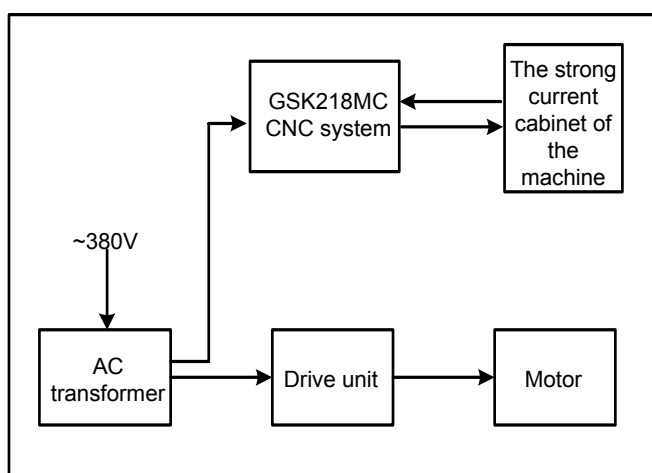 GSK218MC
CNC system
The strong
current
cabinet of
the
machine
~380V
AC
transformer
Drive unit
Motor